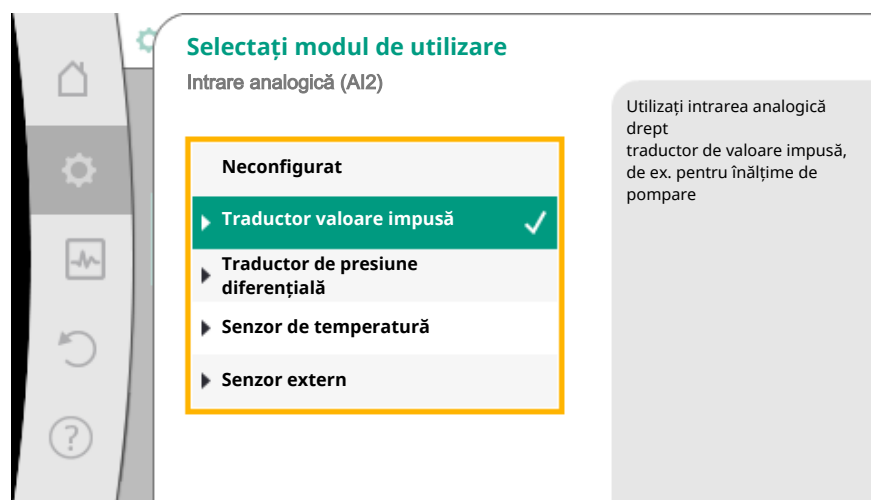 Selectați modul de utilizare
Intrare analogică (AI2)
Neconfigurat
Traductor valoare impusă
Traductor de presiune
diferențială
Senzor de temperatură
Senzor extern
Utilizați intrarea analogică
drept
traductor de valoare impusă,
de ex. pentru înălțime de
pompare